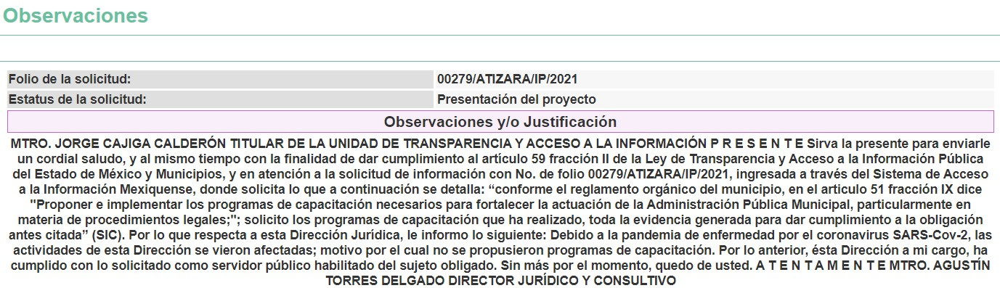 Observaciones
Folio de la solicitud: 00279/ATIZARA/IP/2021
Estatus de la solicitud: Presentación del proyecto
Observaciones y/o Justificación
MTRO. JORGE CAJIGA CALDERÓN TITULAR DE LA UNIDAD DE TRANSPARENCIA Y ACCESO A LA INFORMACIÓN P R E S E N T E Sirva la presente para enviarle
un cordial saludo, y al mismo tiempo con la finalidad de dar cumplimiento al artículo 59 fracción II de la Ley de Transparencia y Acceso a la Información Pública
del Estado de México y Municipios, y en atención a la solicitud de información con No. de folio 00279/ATIZARA/IP/2021, ingresada a través del Sistema de Acceso
a la Información Mexiquense, donde solicita lo que a continuación se detalla: “conforme el reglamento orgánico del municipio, en el articulo 51 fracción IX dice
"Proponer e implementar los programas de capacitación necesarios para fortalecer la actuación de la Administración Pública Municipal, particularmente en
materia de procedimientos legales;"; solicito los programas de capacitación que ha realizado, toda la evidencia generada para dar cumplimiento a la obligación
antes citada” (SIC). Por lo que respecta a esta Dirección Jurídica, le informo lo siguiente: Debido a la pandemia de enfermedad por el coronavirus SARS-Cov-2, las
actividades de esta Dirección se vieron afectadas; motivo por el cual no se propusieron programas de capacitación. Por lo anterior, ésta Dirección a mi cargo, ha
cumplido con lo solicitado como servidor público habilitado del sujeto obligado. Sin más por el momento, quedo de usted. A T E N T A M E N T E MTRO. AGUSTÍN
TORRES DELGADO DIRECTOR JURÍDICO Y CONSULTIVO